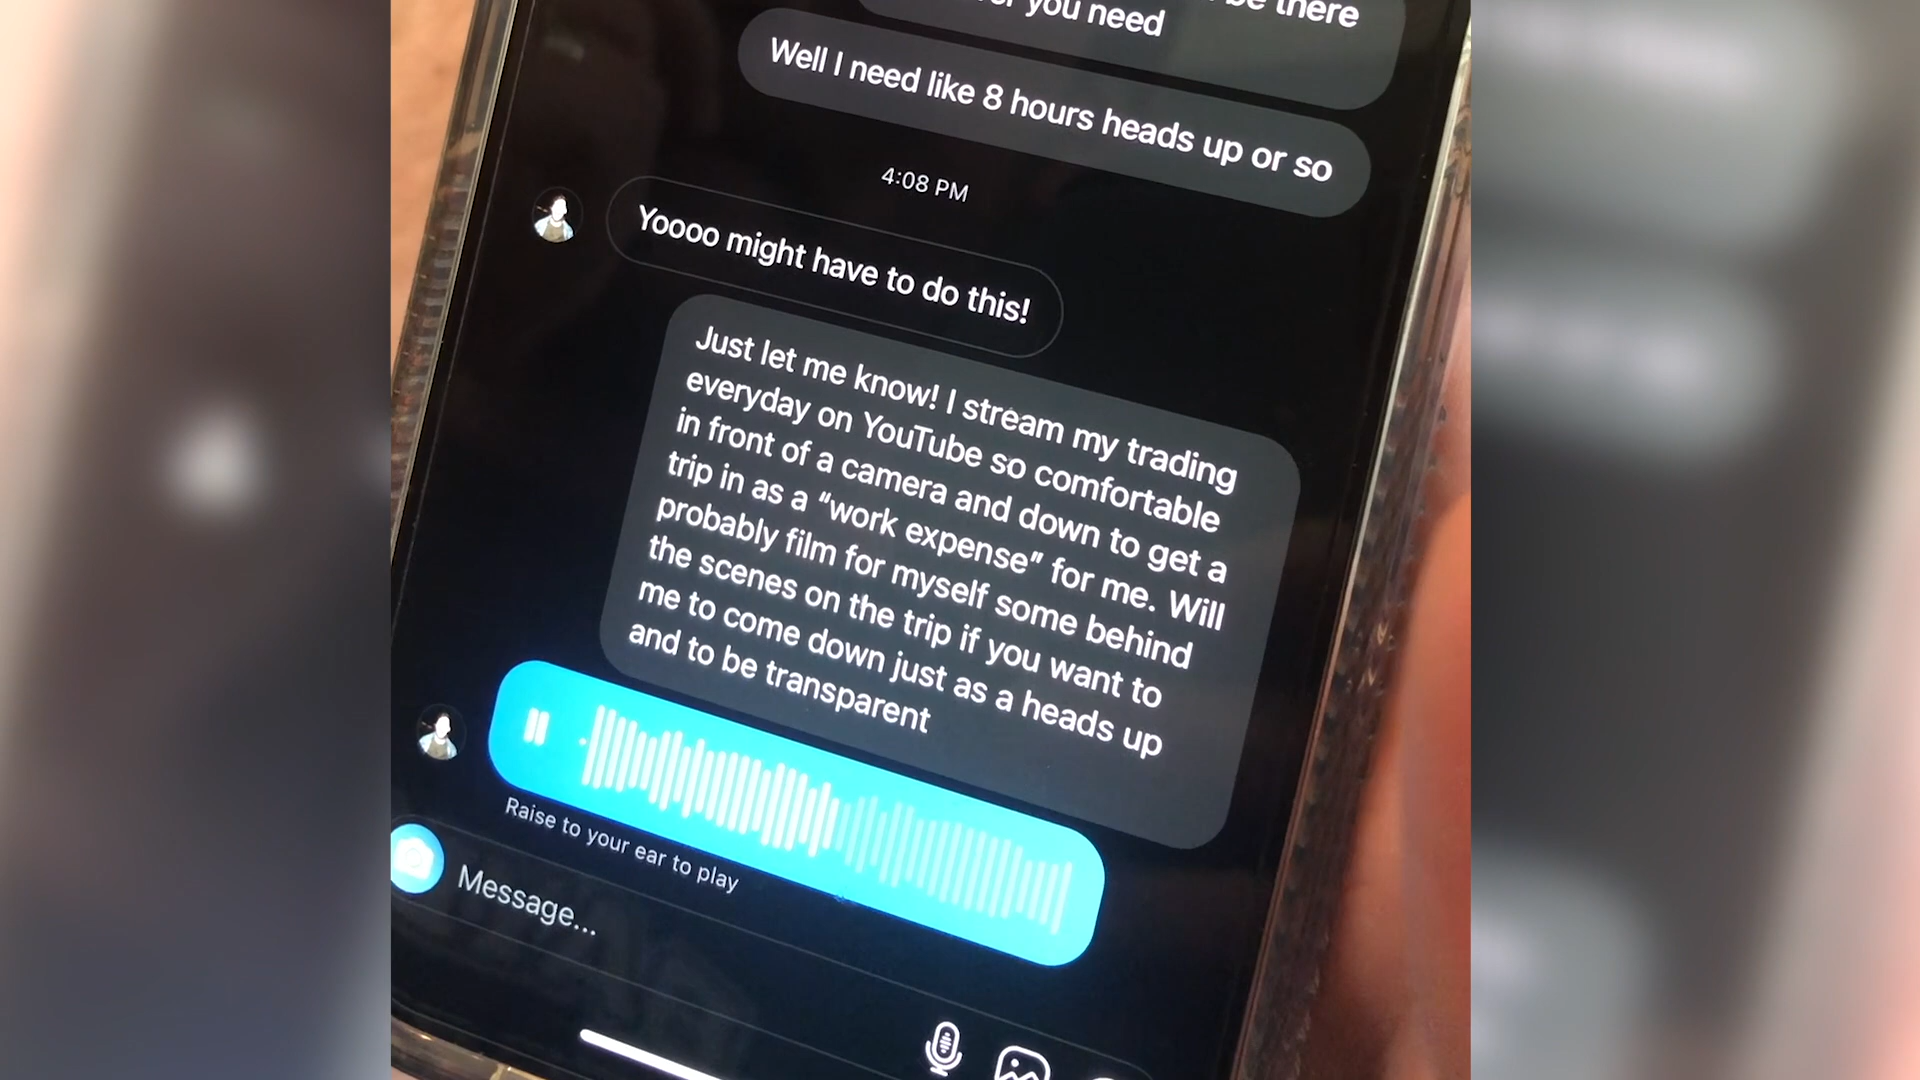 be there
you need
Well I need like 8 hours heads up or so
4:08 PM
Yoooo might have to do this!
Just let me know! I stream my trading
everyday on YouTube so comfortable
in front of a camera and down to get a
trip in as a “work expense” for me. Will
probably film for myself some behind
the scenes on the trip if you want to
me to come down just as a heads up
and to be transparent
Raise to your ear to play
Message...